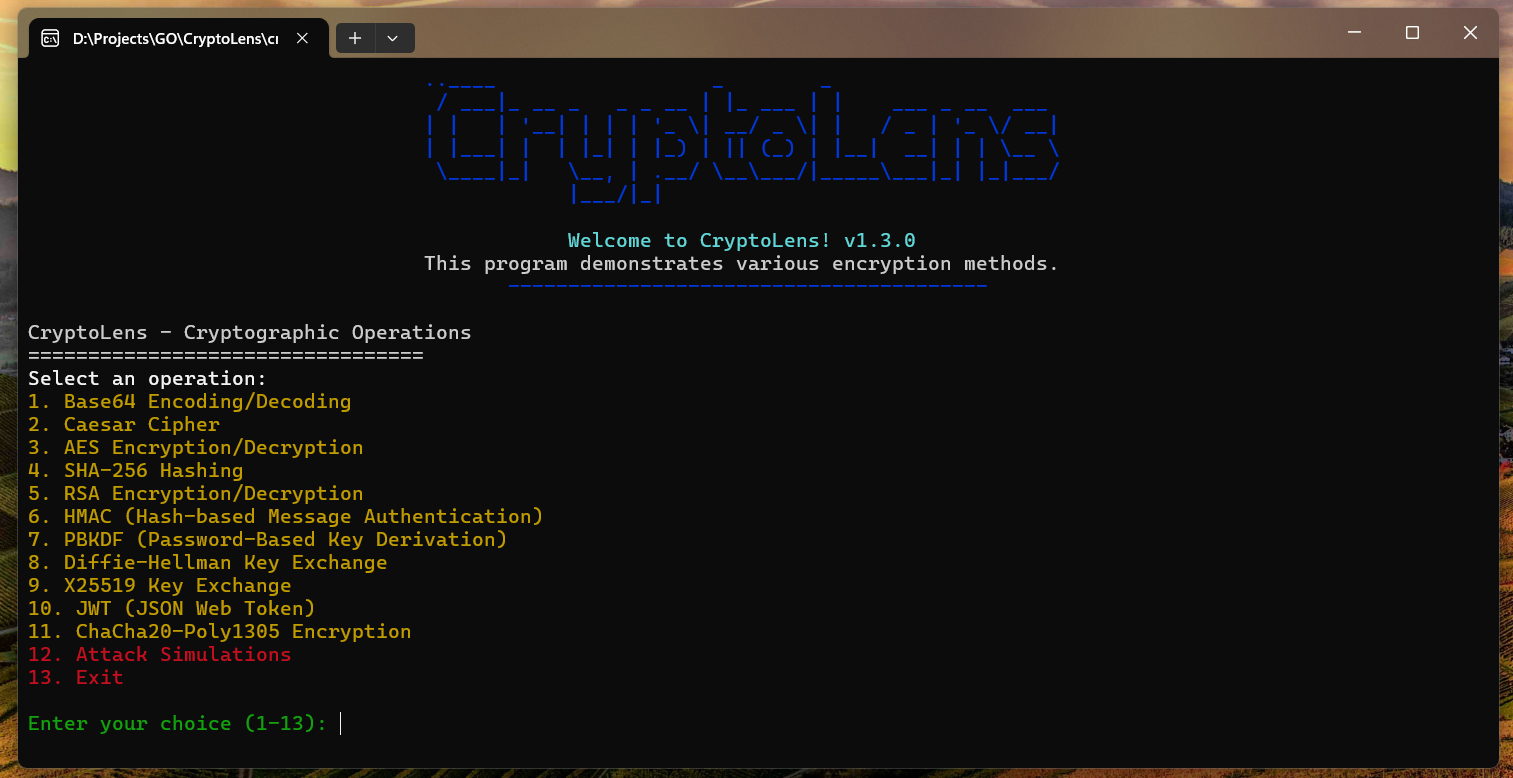 D:\Projects\GO\CryptoLens\
CryptoLens
Welcome to CryptoLens! v1.3.0
This program demonstrates various encryption methods.
----------------------------------------
CryptoLens - Cryptographic Operations
=================================
Select an operation:
1. Base64 Encoding/Decoding
2. Caesar Cipher
3. AES Encryption/Decryption
4. SHA-256 Hashing
5. RSA Encryption/Decryption
6. HMAC (Hash-based Message Authentication)
7. PBKDF (Password-Based Key Derivation)
8. Diffie-Hellman Key Exchange
9. X25519 Key Exchange
10. JWT (JSON Web Token)
11. ChaCha20-Poly1305 Encryption
12. Attack Simulations
13. Exit
Enter your choice (1-13):